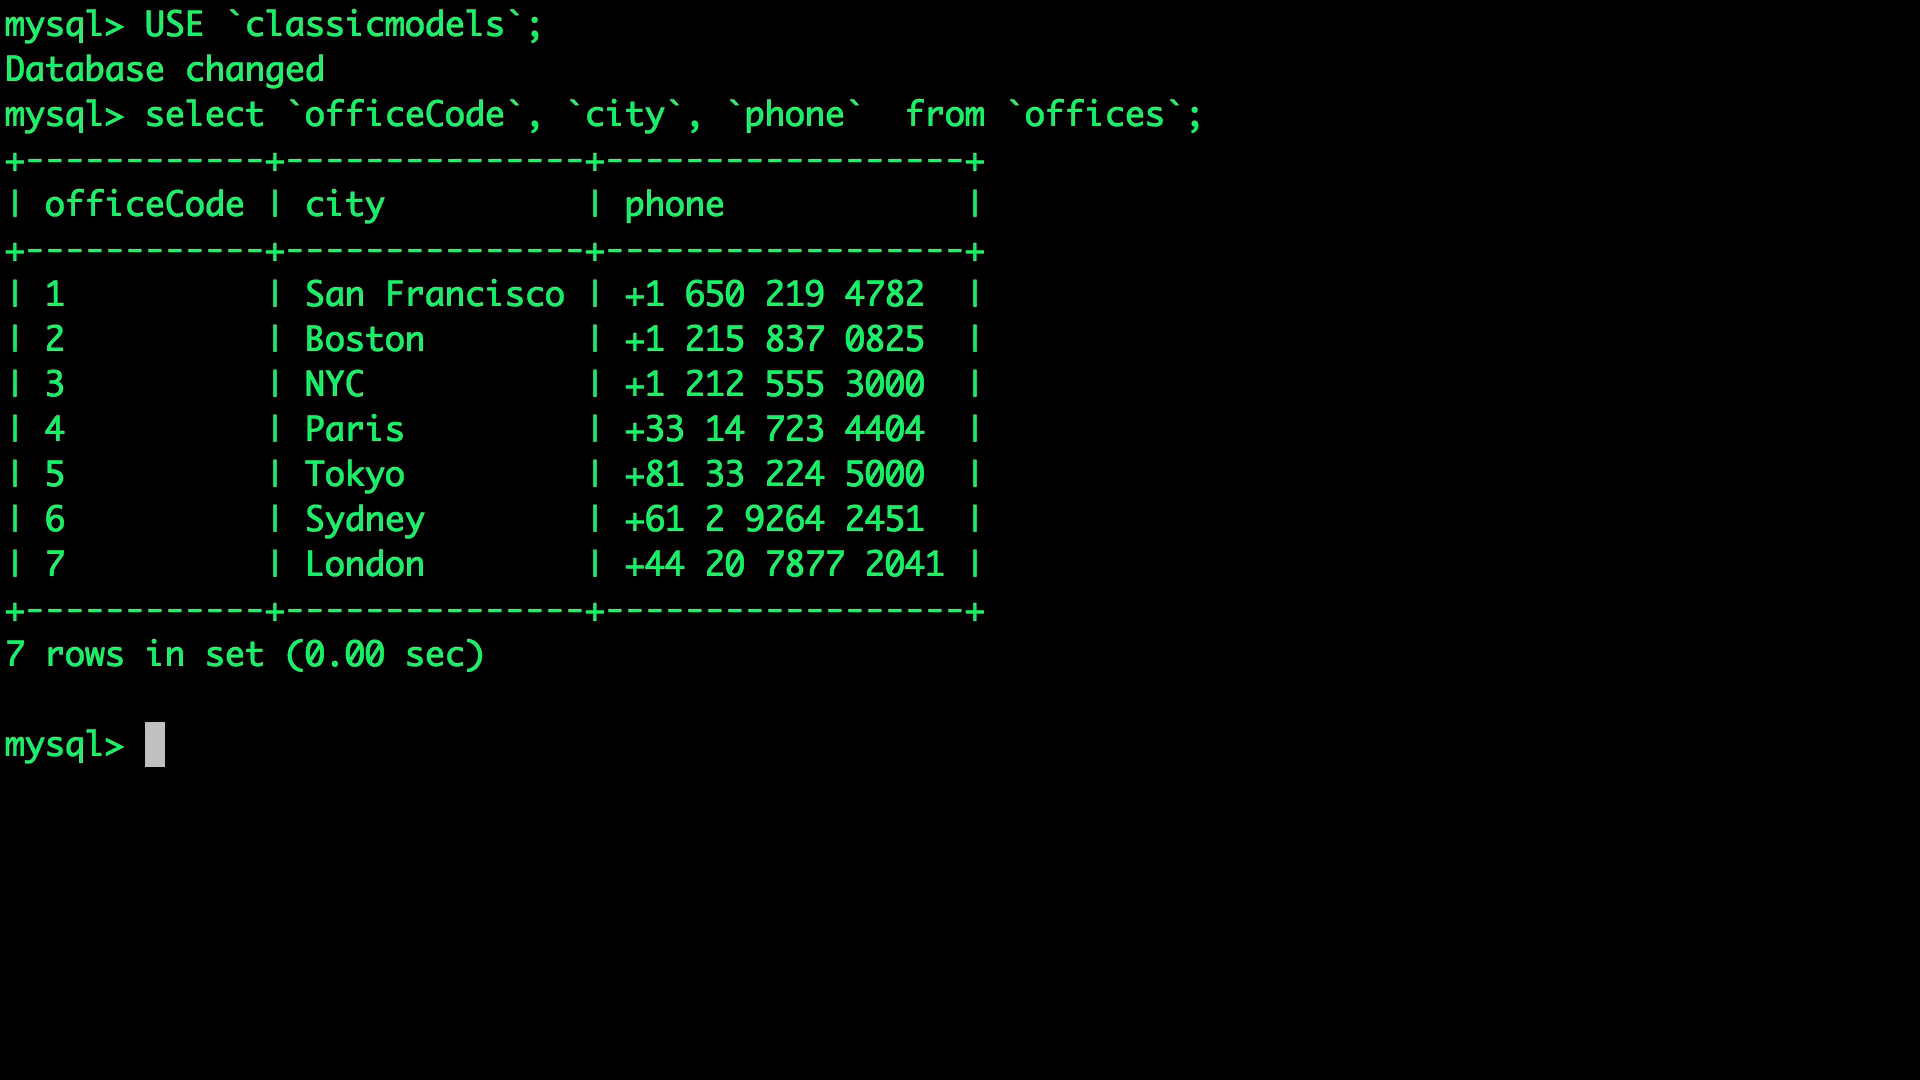 mysql> USE `classicmodels`;
Database changed
mysql> select `officeCode`, `city`, `phone`  from `offices`;
+------------+---------------+------------------+
| officeCode | city          | phone            |
+------------+---------------+------------------+
| 1          | San Francisco | +1 650 219 4782  |
| 2          | Boston        | +1 215 837 0825  |
| 3          | NYC           | +1 212 555 3000  |
| 4          | Paris         | +33 14 723 4404  |
| 5          | Tokyo         | +81 33 224 5000  |
| 6          | Sydney        | +61 2 9264 2451  |
| 7          | London        | +44 20 7877 2041 |
+------------+---------------+------------------+
7 rows in set (0.00 sec)
mysql>